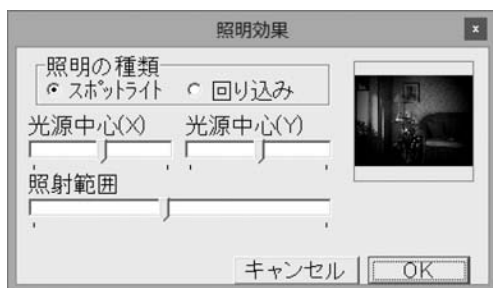 照明効果
x
照明の種類
スポットライト 回り込み
光源中心(X) 光源中心(Y)
照射範囲
キャンセル OK